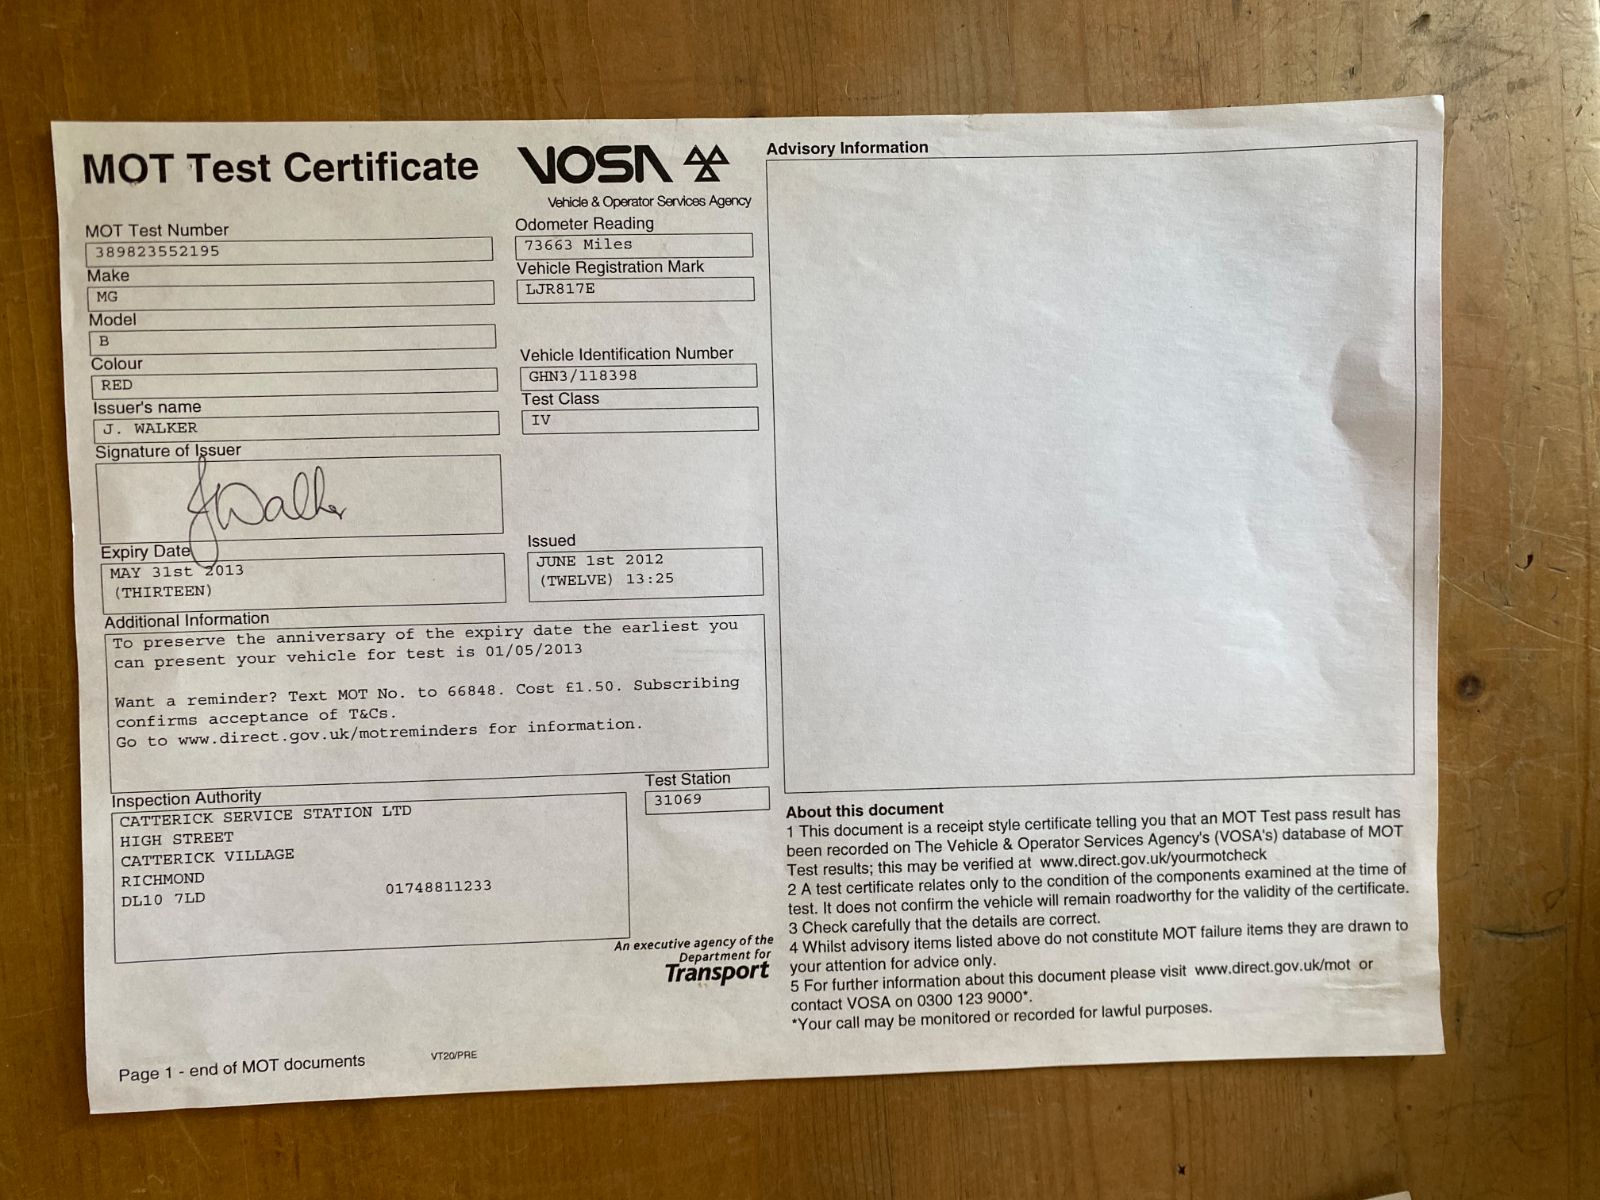 MOT Test Certificate
VOSA
Vehicle & Operator Services Agency
MOT Test Number
389823552195
Make
MG
Model
B
Colour
RED
Issuer's name
J. WALKER
Signature of Issuer
J Walker
Expiry Date
MAY 31st 2013
(THIRTEEN)
Odometer Reading
73663 Miles
Vehicle Registration Mark
LJR817E
Vehicle Identification Number
GHN3/118398
Test Class
IV
Issued
JUNE 1st 2012
(TWELVE) 13:25
Additional Information
To preserve the anniversary of the expiry date the earliest you
can present your vehicle for test is 01/05/2013
Want a reminder? Text MOT No. to 66848. Cost £1.50. Subscribing
confirms acceptance of T&Cs.
Go to www.direct.gov.uk/motreminders for information.
Inspection Authority
CATTERICK SERVICE STATION LTD
HIGH STREET
CATTERICK VILLAGE
RICHMOND
DL10 7LD 01748811233
Test Station
31069
An executive agency of the
Department for
Transport
Page 1 - end of MOT documents
VT20/PRE
Advisory Information
About this document
1 This document is a receipt style certificate telling you that an MOT Test pass result has
been recorded on The Vehicle & Operator Services Agency's (VOSA's) database of MOT
Test results; this may be verified at www.direct.gov.uk/yourmotcheck
2 A test certificate relates only to the condition of the components examined at the time of
test. It does not confirm the vehicle will remain roadworthy for the validity of the certificate.
3 Check carefully that the details are correct.
4 Whilst advisory items listed above do not constitute MOT failure items they are drawn to
your attention for advice only.
5 For further information about this document please visit www.direct.gov.uk/mot or
contact VOSA on 0300 123 9000*.
*Your call may be monitored or recorded for lawful purposes.